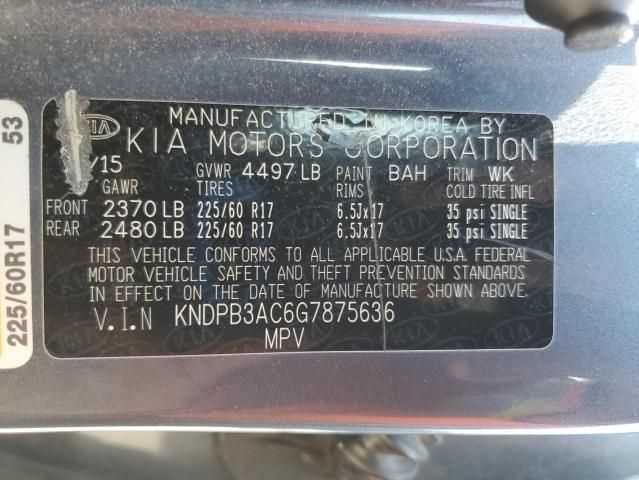 MANUFACTURED IN KOREA BY
KIA KIA MOTORS CORPORATION
/15 GVWR 4497 LB PAINT BAH TRIM WK
GAWR TIRES RIMS COLD TIRE INFL
FRONT 2370 LB 225/60 R17 6.5Jx17 35 psi SINGLE
REAR 2480 LB 225/60 R17 6.5Jx17 35 psi SINGLE
THIS VEHICLE CONFORMS TO ALL APPLICABLE U.S.A. FEDERAL
MOTOR VEHICLE SAFETY AND THEFT PREVENTION STANDARDS
IN EFFECT ON THE DATE OF MANUFACTURE SHOWN ABOVE.
V.I.N KNDPB3AC6G7875636
MPV
225/60R17 53